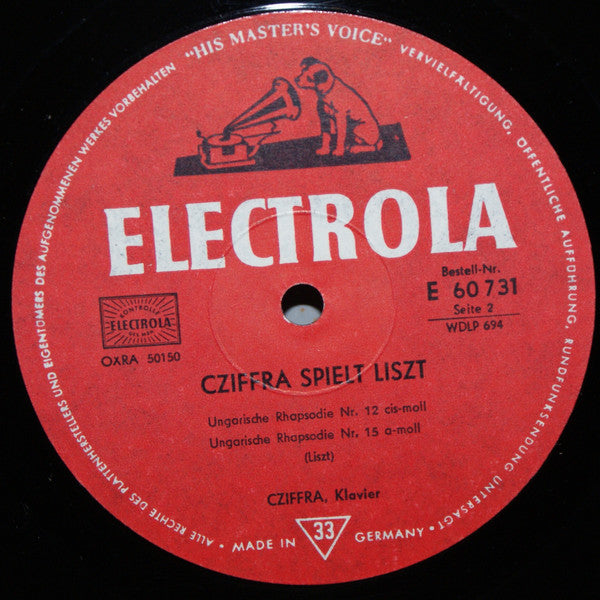 "HIS MASTER'S VOICE"
ELECTROLA
Bestell-Nr.
E 60 731
Seite 2
WDLP 694
KONTROLLE
ELECTROLA
OXRA 50150
CZIFFRA SPIELT LISZT
Ungarische Rhapsodie Nr. 12 cis-moll
Ungarische Rhapsodie Nr. 15 a-moll
(Liszt)
CZIFFRA, Klavier
33
MADE IN GERMANY
• ALLE RECHTE DES PLATTENHERSTELLERS UND EIGENTÜMERS DES AUFGENOMMENEN WERKES VORBEHALTEN
VERVIELFÄLTIGUNG, ÖFFENTLICHE AUFFÜHRUNG, RUNDFUNKSENDUNG UNTERSAGT •